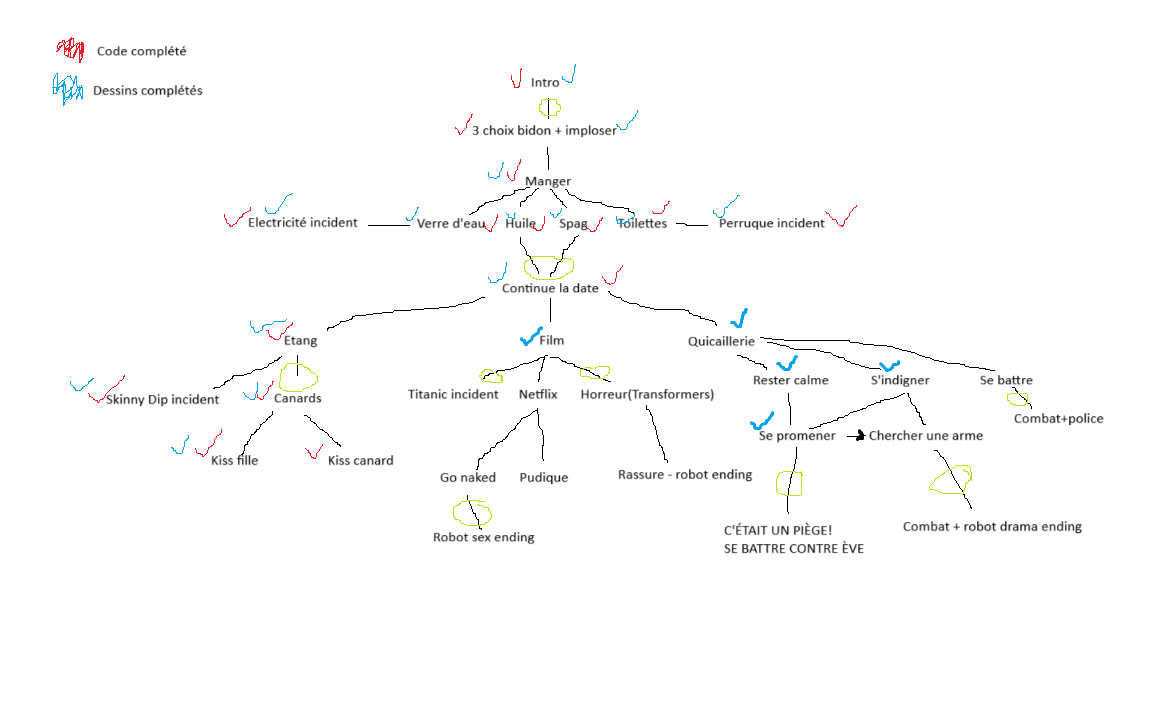 Code complété
Dessins complétés
Intro
3 choix bidon + imploser
Manger
Electricité incident
Verre d'eau
Huile
Spag
Toilettes
Perruque incident
Continue la date
Etang
Film
Quicaillerie
Skinny Dip incident
Canards
Titanic incident
Netflix
Horreur(Transformers)
Rester calme
S'indigner
Se battre
Combat+police
Se promener
Chercher une arme
Kiss fille
Kiss canard
Go naked
Pudique
Rassure - robot ending
Robot sex ending
C'ÉTAIT UN PIÈGE!
SE BATTRE CONTRE ÈVE
Combat + robot drama ending